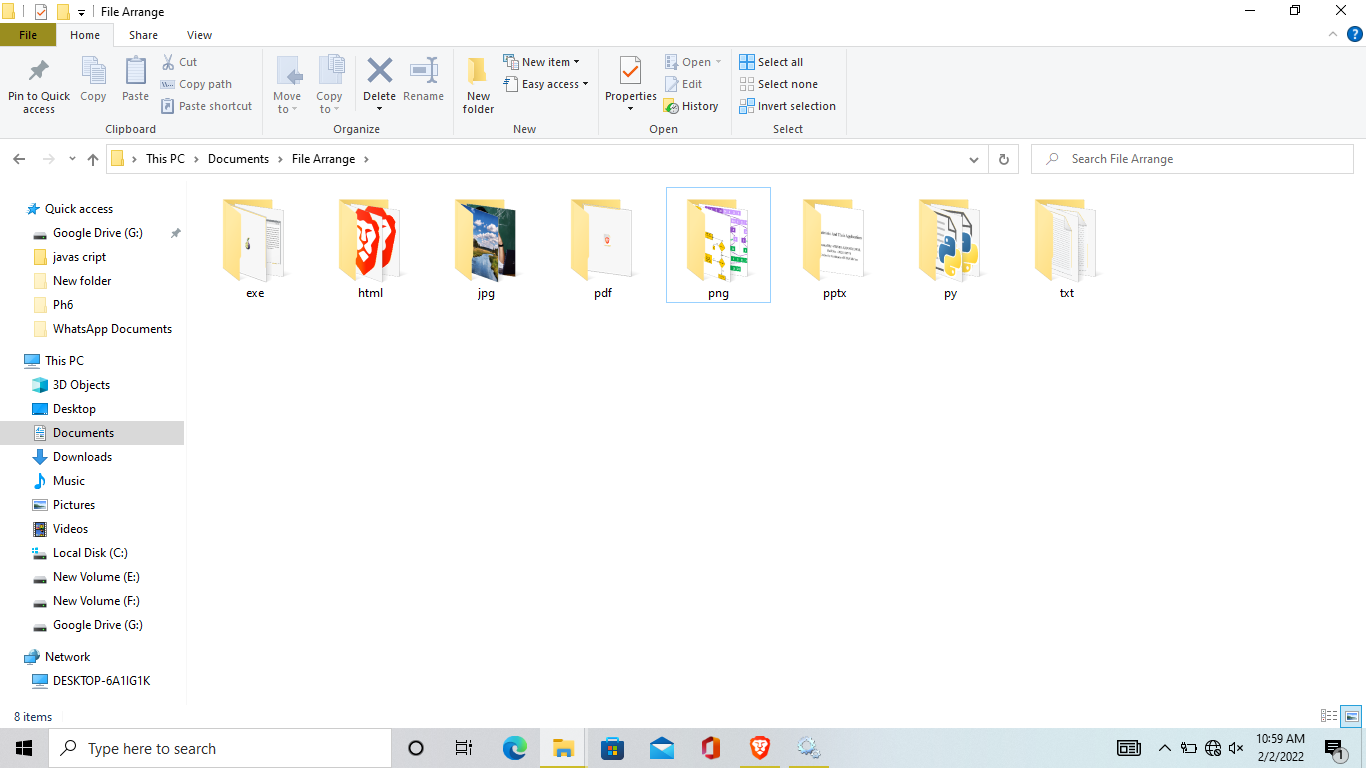 File Arrange
File Home Share View
Pin to Quick access
Copy
Paste
Cut
Copy path
Paste shortcut
Clipboard
Move to
Copy to
Delete
Rename
Organize
New folder
New item
Easy access
New
Properties
Open
Edit
History
Open
Select all
Select none
Invert selection
Select
This PC Documents File Arrange
Search File Arrange
Quick access
Google Drive (G:)
javas cript
New folder
Ph6
WhatsApp Documents
This PC
3D Objects
Desktop
Documents
Downloads
Music
Pictures
Videos
Local Disk (C:)
New Volume (E:)
New Volume (F:)
Google Drive (G:)
Network
DESKTOP-6A1IG1K
exe html jpg pdf png pptx py txt
8 items
Type here to search
10:59 AM
2/2/2022
1